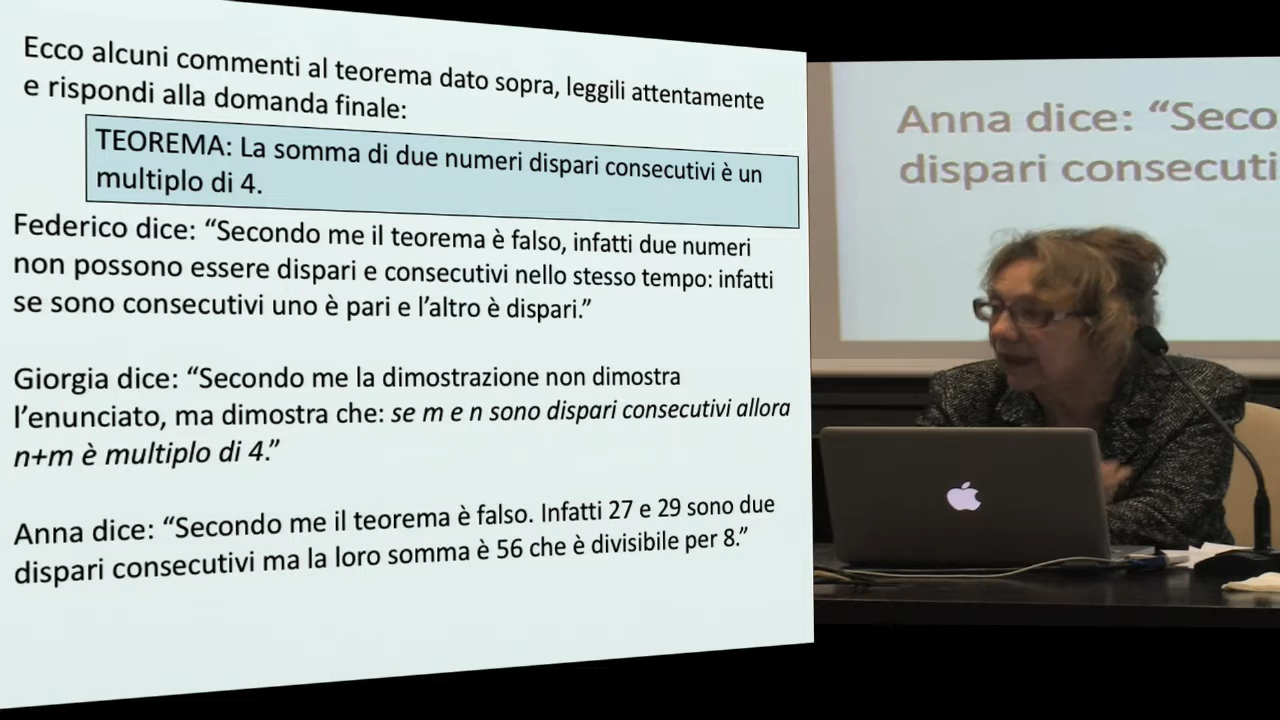 Ecco alcuni commenti al teorema dato sopra, leggili attentamente
e rispondi alla domanda finale:
TEOREMA: La somma di due numeri dispari consecutivi è un
multiplo di 4.
Federico dice: “Secondo me il teorema è falso, infatti due numeri
non possono essere dispari e consecutivi nello stesso tempo: infatti
se sono consecutivi uno è pari e l’altro è dispari.”
Giorgia dice: “Secondo me la dimostrazione non dimostra
l’enunciato, ma dimostra che: se m e n sono dispari consecutivi allora
n+m è multiplo di 4.”
Anna dice: “Secondo me il teorema è falso. Infatti 27 e 29 sono due
dispari consecutivi ma la loro somma è 56 che è divisibile per 8.”
Anna dice: “Seco
dispari consecuti